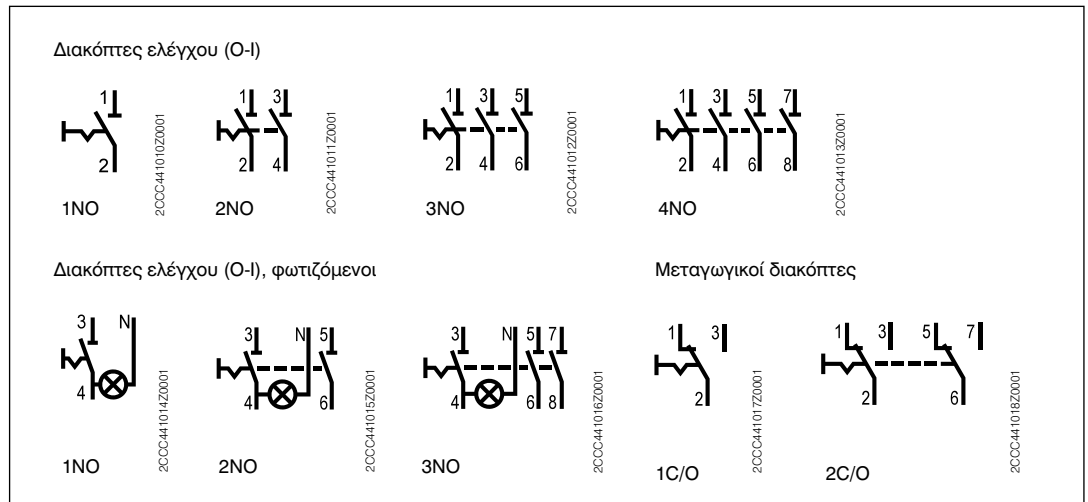 Διακόπτες ελέγχου (Ο-Ι)
1
2
1NO
2CCC441010Z0001
1 3
2 4
2NO
2CCC441011Z0001
1 3 5
2 4 6
3NO
2CCC441012Z0001
1 3 5 7
2 4 6 8
4NO
2CCC441013Z0001
Διακόπτες ελέγχου (Ο-Ι), φωτιζόμενοι
3 N
4
1NO
2CCC441014Z0001
3 N 5
4 6
2NO
2CCC441015Z0001
3 N 5 7
4 6 8
3NO
2CCC441016Z0001
Μεταγωγικοί διακόπτες
1 3
2
1C/O
2CCC441017Z0001
1 3 5 7
2 6
2C/O
2CCC441018Z0001